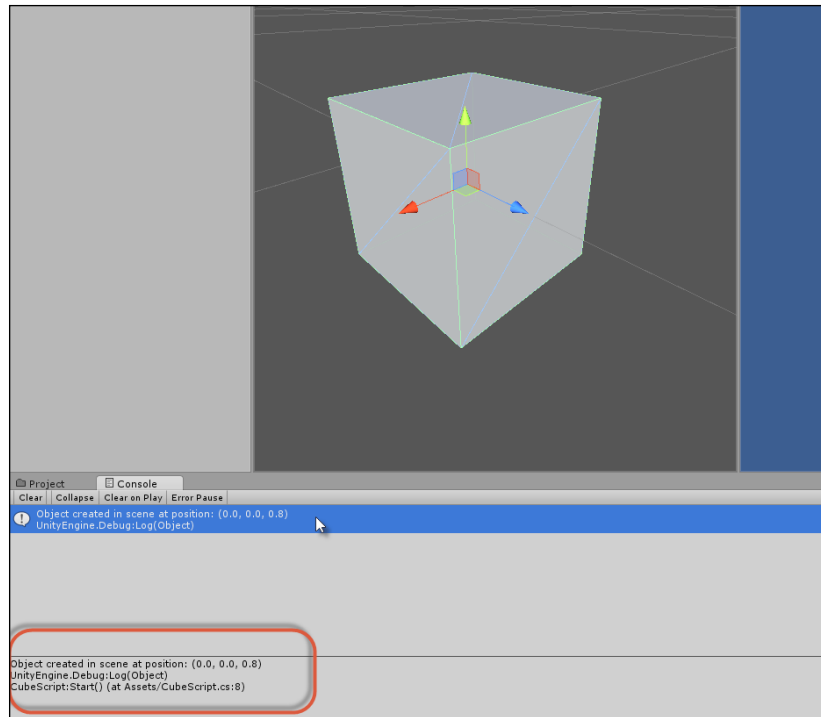 Project Console
Clear Collapse Clear on Play Error Pause
Object created in scene at position: (0.0, 0.0, 0.8)
UnityEngine.Debug:Log(Object)
Object created in scene at position: (0.0, 0.0, 0.8)
UnityEngine.Debug:Log(Object)
CubeScript:Start() (at Assets/CubeScript.cs:8)